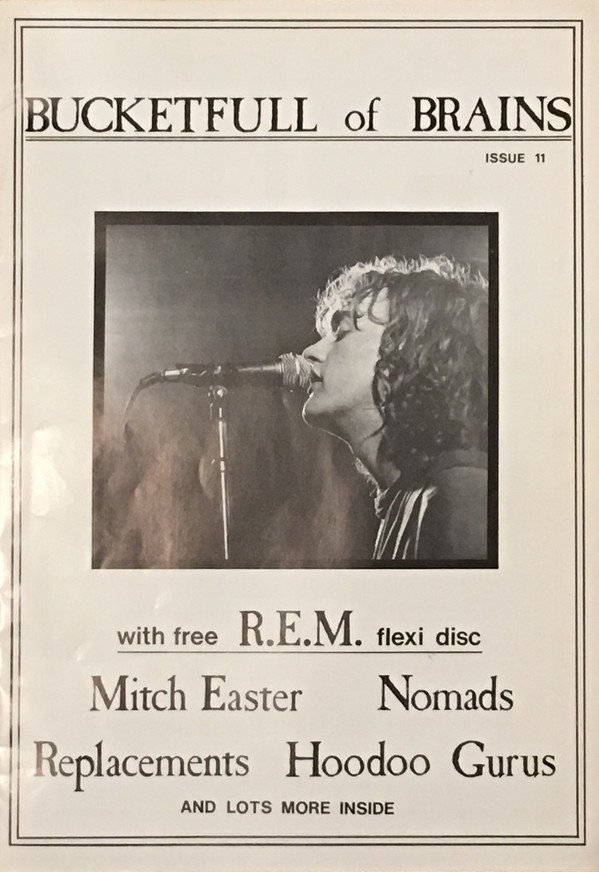 BUCKETFULL of BRAINS
ISSUE 11
with free R.E.M. flexi disc
Mitch Easter Nomads
Replacements Hoodoo Gurus
AND LOTS MORE INSIDE